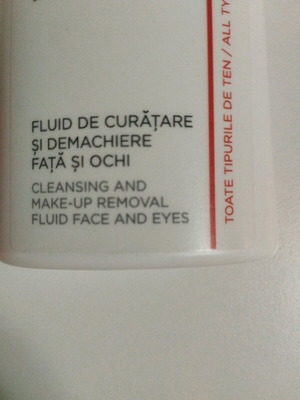 FLUID DE CURĂȚARE
ȘI DEMACHIERE
FAȚĂ ȘI OCHI
CLEANSING AND
MAKE-UP REMOVAL
FLUID FACE AND EYES
TOATE TIPURILE DE TEN / ALL